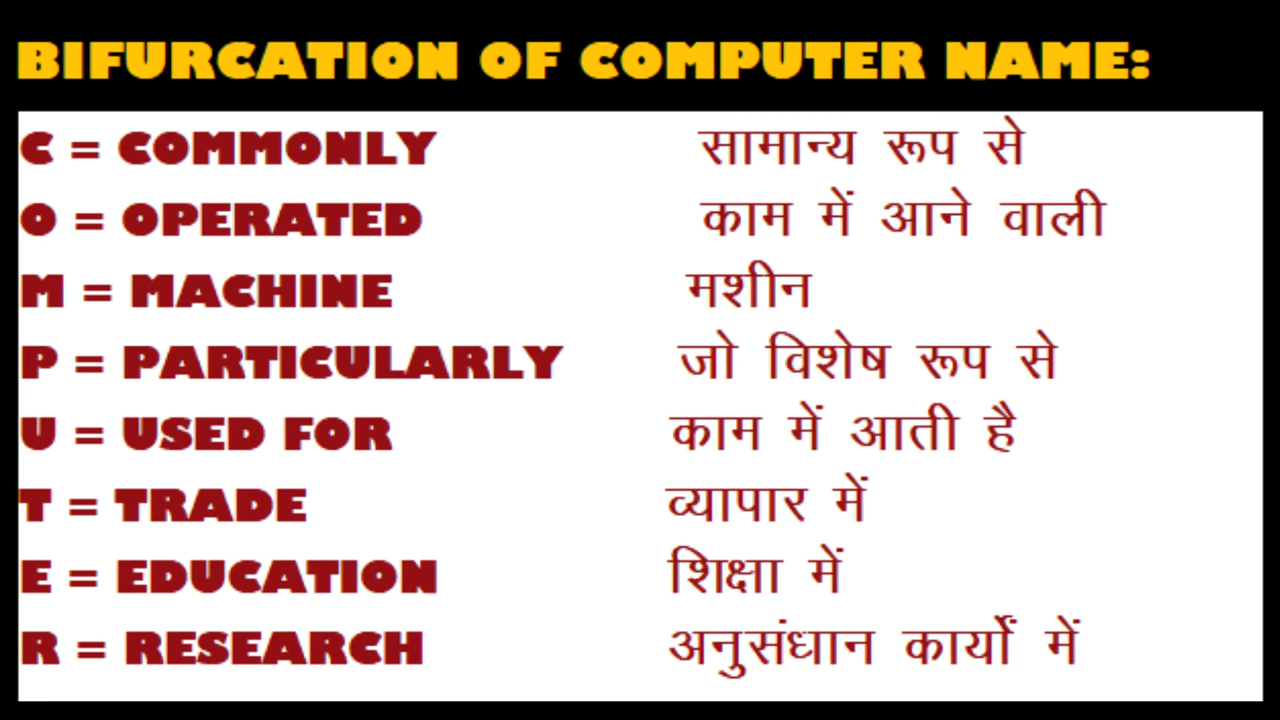 BIFURCATION OF COMPUTER NAME:
C = COMMONLY सामान्य रूप से
O = OPERATED काम में आने वाली
M = MACHINE मशीन
P = PARTICULARLY जो विशेष रूप से
U = USED FOR काम में आती है
T = TRADE व्यापार में
E = EDUCATION शिक्षा में
R = RESEARCH अनुसंधान कार्यों में